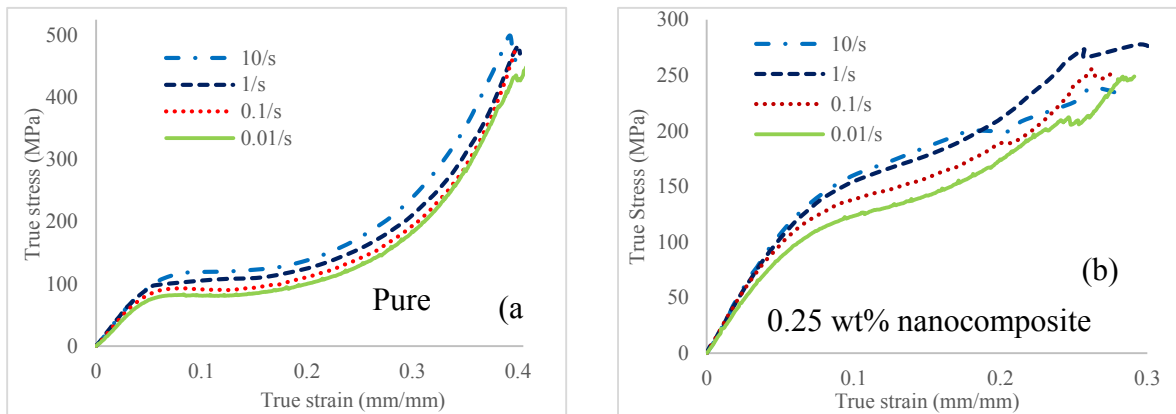 500
400
300
200
100
0
True stress (MPa)
10/s
1/s
0.1/s
0.01/s
Pure
(a
0
0.1
0.2
0.3
0.4
True strain (mm/mm)
300
250
200
150
100
50
0
True Stress (MPa)
10/s
1/s
0.1/s
0.01/s
(b)
0.25 wt% nanocomposite
0
0.1
0.2
0.3
True strain (mm/mm)